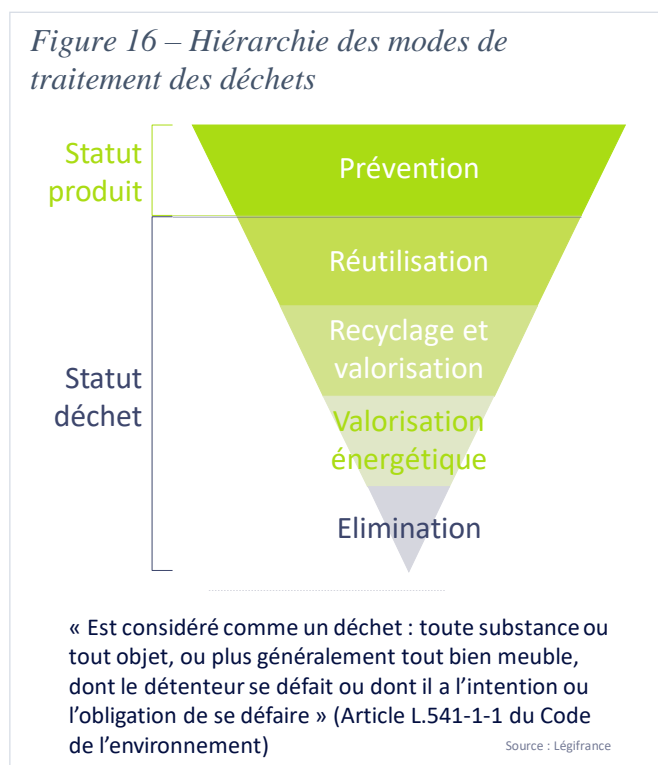 Figure 16 – Hiérarchie des modes de
traitement des déchets
Statut
produit
Prévention
Réutilisation
Recyclage et
valorisation
Statut
déchet
Valorisation
énergétique
Elimination
« Est considéré comme un déchet : toute substance ou
tout objet, ou plus généralement tout bien meuble,
dont le détenteur se défait ou dont il a l’intention ou
l’obligation de se défaire » (Article L.541-1-1 du Code
de l’environnement)
Source : Légifrance